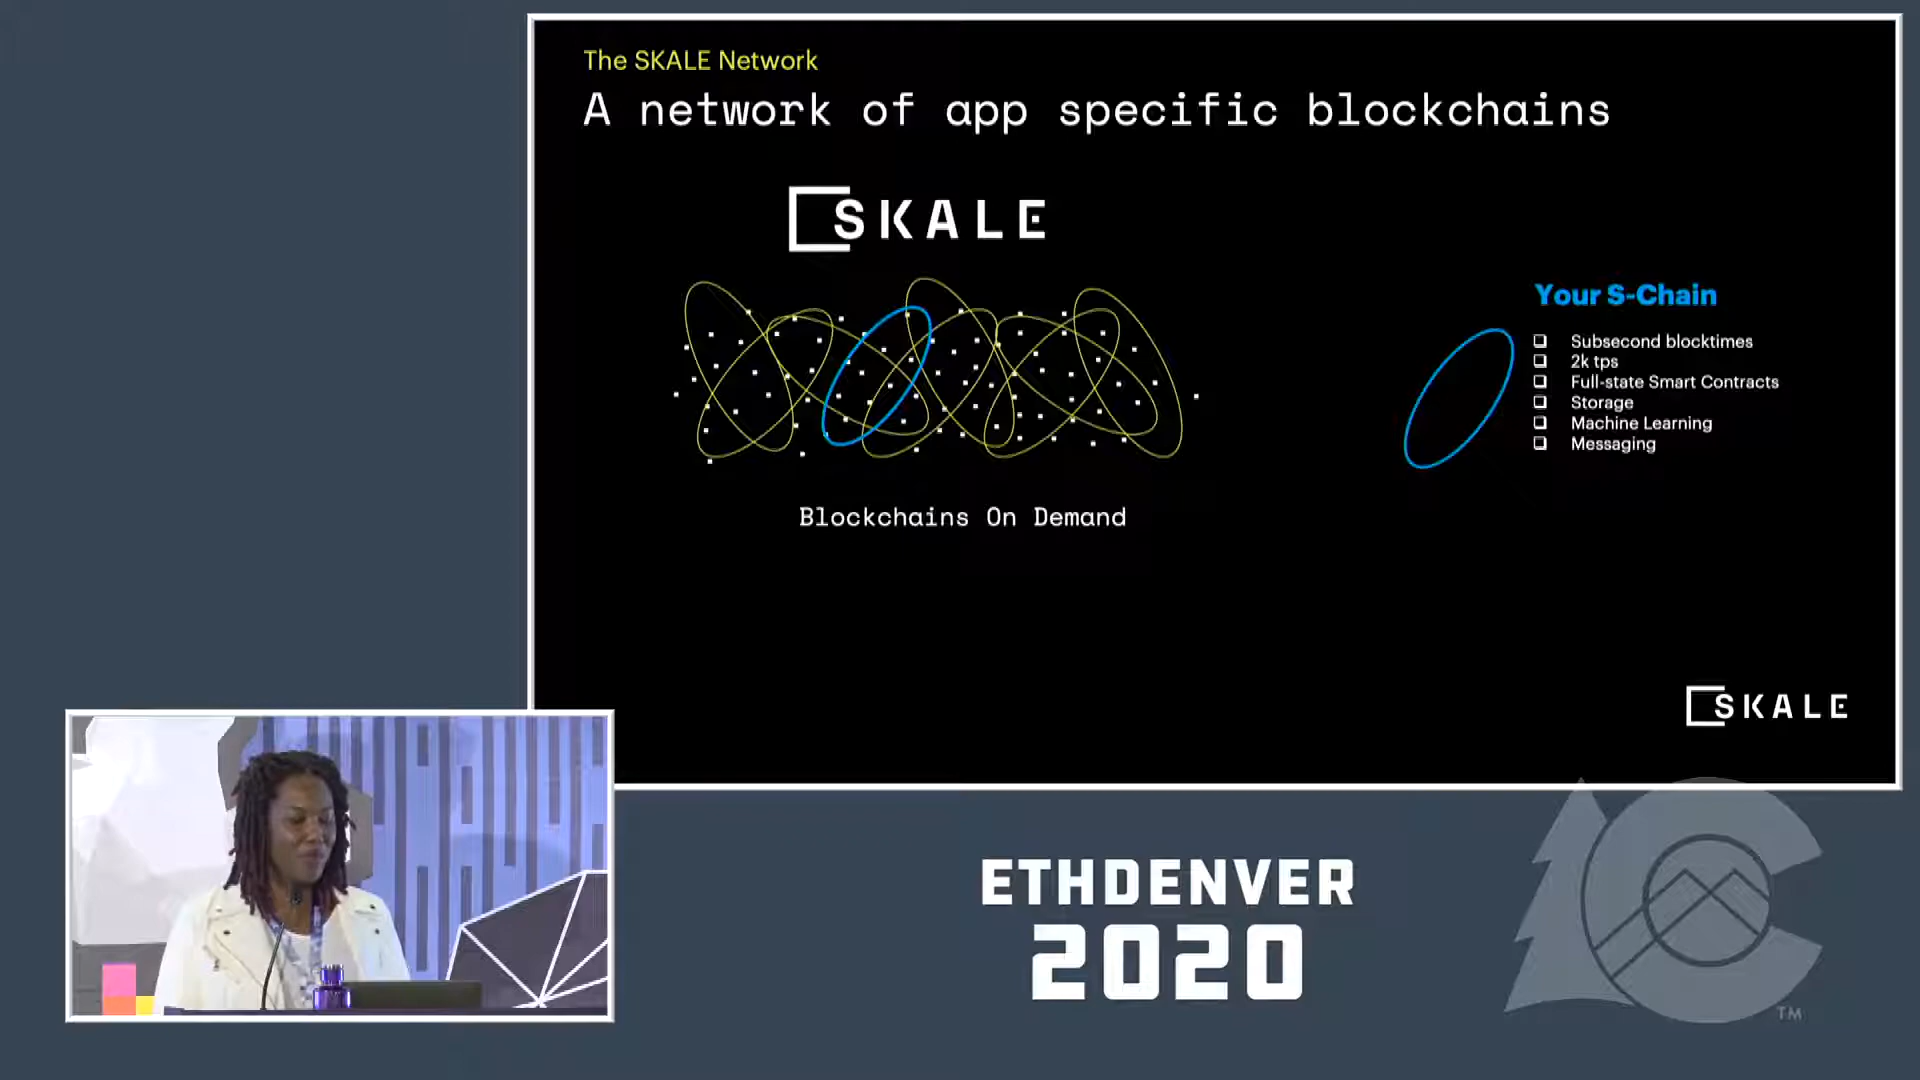 The SKALE Network
A network of app specific blockchains
SKALE
Your S-Chain
Subsecond blocktimes
2k tps
Full-state Smart Contracts
Storage
Machine Learning
Messaging
Blockchains On Demand
SKALE
ETHDENVER
2020
TM